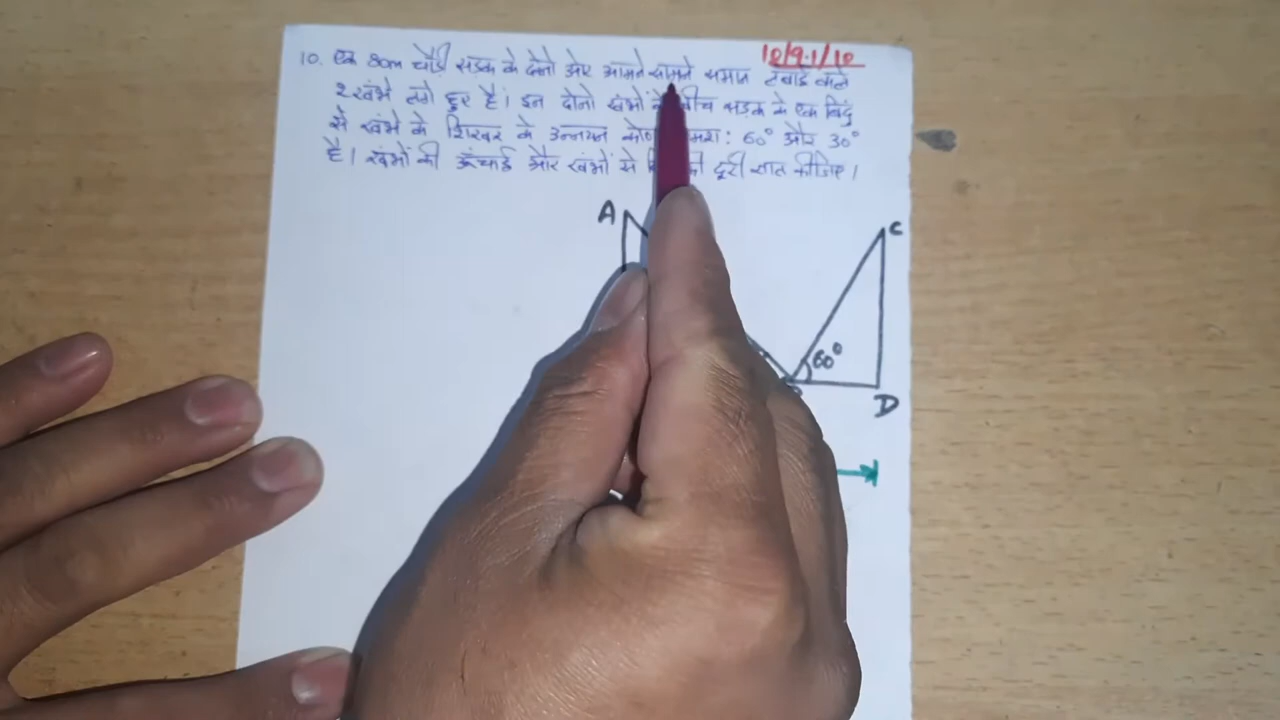 10/9.1/10
10. एक 80m चौड़ी सड़क के दोनो ओर आमने सामने समान लंबाई वाले
2 खंभे लगे हुए है। इन दोनो खंभों के बीच सड़क के एक बिंदु
से खंभे के शिखर के उन्नयन कोण : 60° और 30°
है। खंभों की ऊँचाई और खंभों से की दूरी ज्ञात कीजिए।
A
C
60°
D